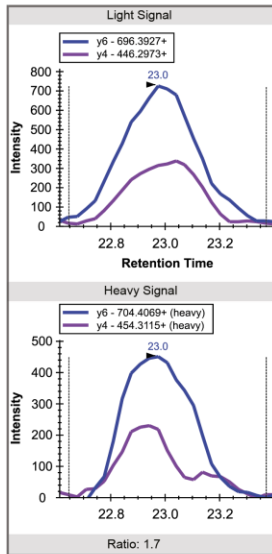 Light Signal
y6 - 696.3927+
y4 - 446.2973+
800
700
600
500
400
300
200
100
0
Intensity
23.0
22.8 23.0 23.2
Retention Time
Heavy Signal
y6 - 704.4069+ (heavy)
y4 - 454.3115+ (heavy)
500
400
300
200
100
0
Intensity
23.0
22.8 23.0 23.2
Ratio: 1.7